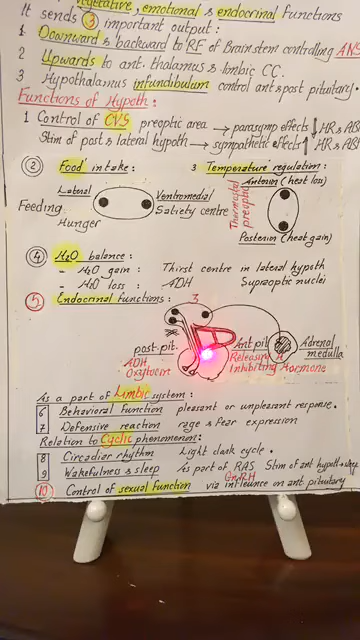 vegetative, emotional & endocrinal functions
It sends 3 important output:
1 Downward & backward to RF of Brainstem controlling ANS
2 Upwards to ant. thalamus & limbic CC.
3 Hypothalamus infundibulum control ant & post pituitary.
Functions of Hypoth:
1 Control of CVS preoptic area → parasymp effects ↓ HR & ABP
Stim of post & lateral hypoth → sympathetic effects ↑ HR & ABP
2 Food intake:
3 Temperature regulation:
Lateral
Feeding
Hunger
Ventromedial
Satiety centre
Anterior (heat loss)
Thermostat
preoptic
Posterior (heat gain)
4 H2O balance:
- H2O gain: Thirst centre in lateral hypoth
- H2O loss: ADH Supraoptic nuclei
5 Endocrinal functions:
3
post pit.
ADH
Oxytocin
Ant pit
Releasing H
Inhibiting Hormone
Adrenal
medulla
As a part of Limbic system:
6 Behavioral Function pleasant or unpleasant response.
7 Defensive reaction rage & fear expression
Relation to Cyclic phenomenon:
8 Circadian rhythm Light dark cycle.
9 Wakefulness & sleep As part of RAS Stim of ant hypoth → sleep
GnRH
10 Control of sexual function via influence on ant pituitary